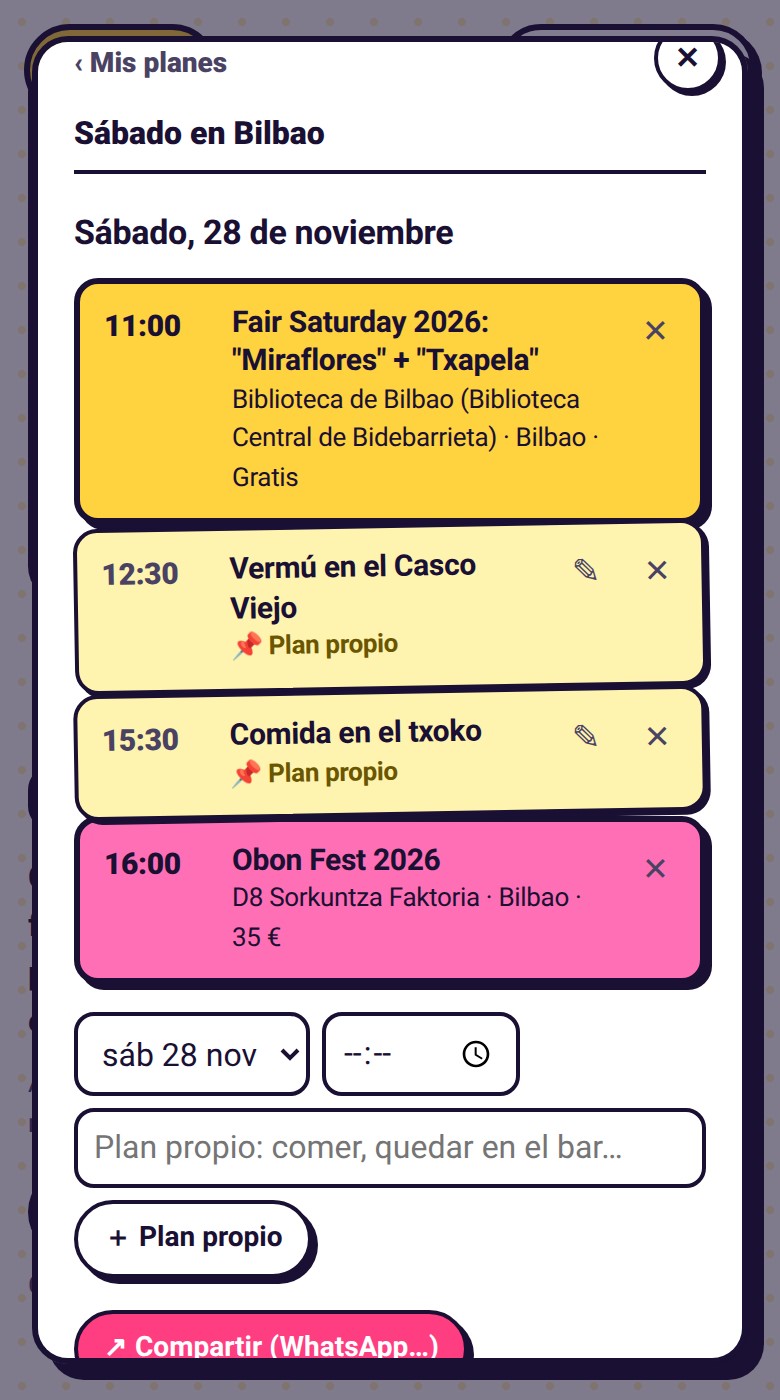 ‹ Mis planes
✕
Sábado en Bilbao
Sábado, 28 de noviembre
11:00
Fair Saturday 2026:
"Miraflores" + "Txapela"
Biblioteca de Bilbao (Biblioteca
Central de Bidebarrieta) · Bilbao ·
Gratis
✕
12:30
Vermú en el Casco
Viejo
📌 Plan propio
✎ ✕
15:30
Comida en el txoko
📌 Plan propio
✎ ✕
16:00
Obon Fest 2026
D8 Sorkuntza Faktoria · Bilbao ·
35 €
✕
sáb 28 nov
--:--
Plan propio: comer, quedar en el bar…
+ Plan propio
↗ Compartir (WhatsApp…)